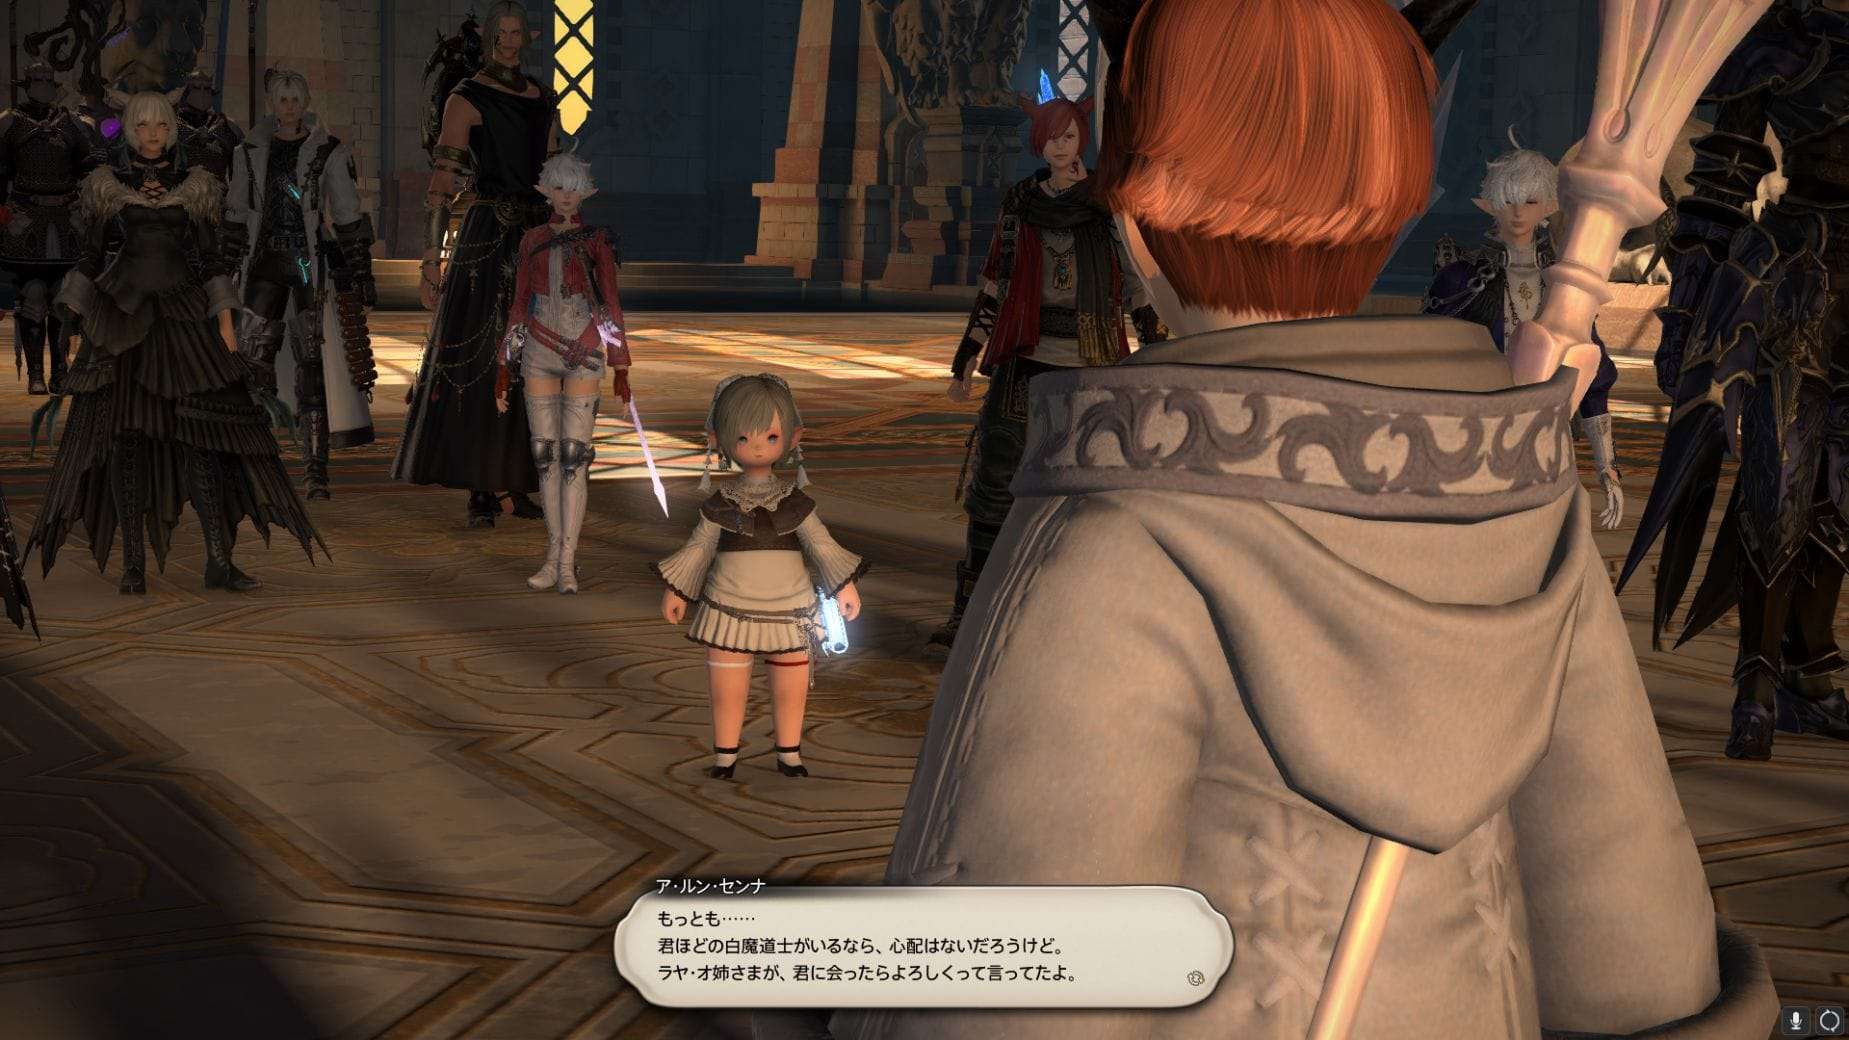 ア・ルン・センナ
もっとも……
君ほどの白魔道士がいるなら、心配はないだろうけど。
ラヤ・オ姉さまが、君に会ったらよろしくって言ってたよ。